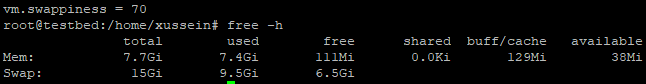 vm.swappiness = 70
root@testbed:/home/xussein# free -h
total used free shared buff/cache available
Mem: 7.7Gi 7.4Gi 111Mi 0.0Ki 129Mi 38Mi
Swap: 15Gi 9.5Gi 6.5Gi